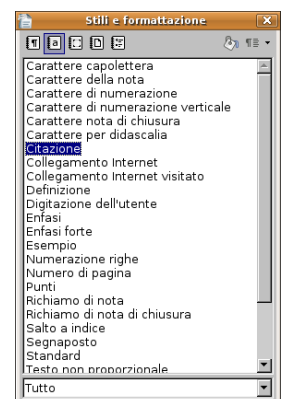 Stili e formattazione
Carattere capolettera
Carattere della nota
Carattere di numerazione
Carattere di numerazione verticale
Carattere nota di chiusura
Carattere per didascalia
Citazione
Collegamento Internet
Collegamento Internet visitato
Definizione
Digitazione dell'utente
Enfasi
Enfasi forte
Esempio
Numerazione righe
Numero di pagina
Punti
Richiamo di nota
Richiamo di nota di chiusura
Salto a indice
Segnaposto
Standard
Testo non proporzionale
Tutto